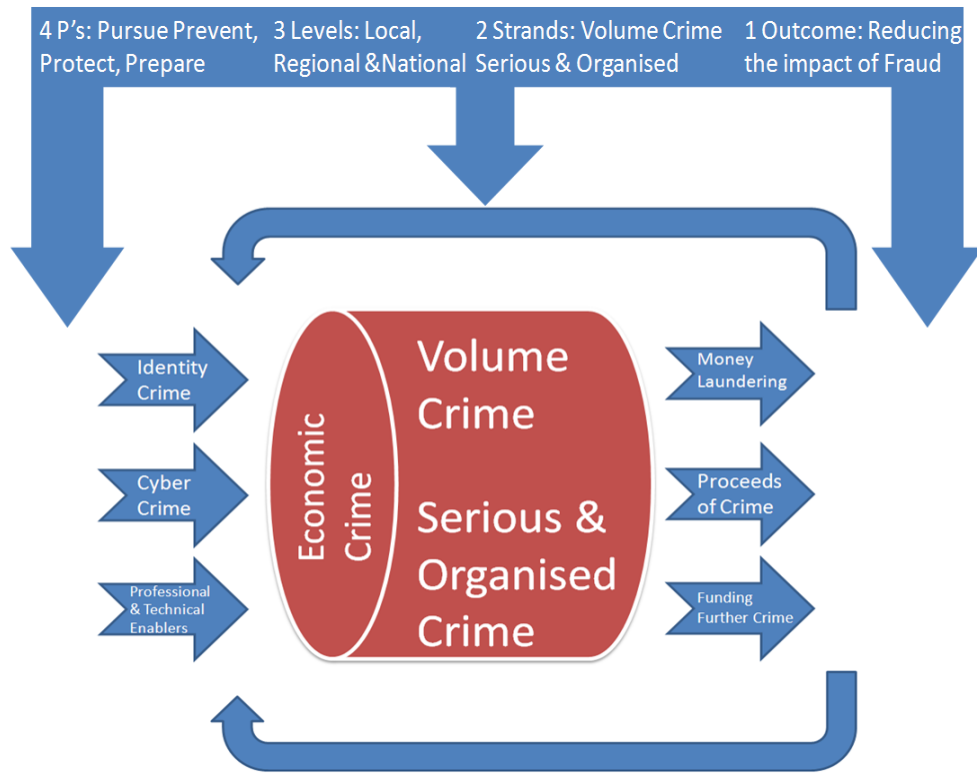 4 P's: Pursue Prevent,
Protect, Prepare
3 Levels: Local,
Regional &National
2 Strands: Volume Crime
Serious & Organised
1 Outcome: Reducing
the impact of Fraud
Identity
Crime
Cyber
Crime
Professional
& Technical
Enablers
Economic
Crime
Volume
Crime
Serious &
Organised
Crime
Money
Laundering
Proceeds
of Crime
Funding
Further Crime